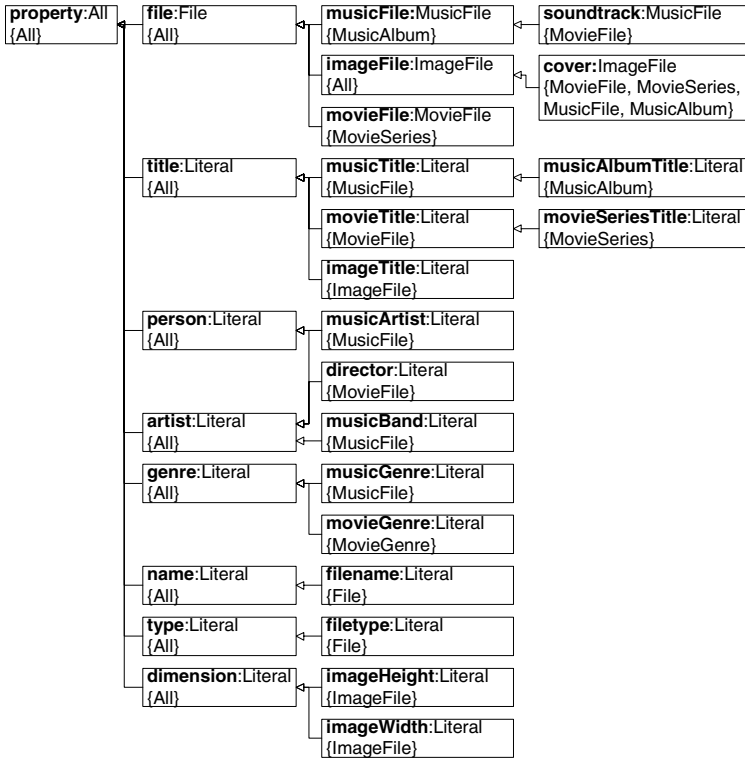 property:All
{All}
file:File
{All}
musicFile:MusicFile
{MusicAlbum}
soundtrack:MusicFile
{MovieFile}
imageFile:ImageFile
{All}
cover:ImageFile
{MovieFile, MovieSeries,
MusicFile, MusicAlbum}
movieFile:MovieFile
{MovieSeries}
title:Literal
{All}
musicTitle:Literal
{MusicFile}
musicAlbumTitle:Literal
{MusicAlbum}
movieTitle:Literal
{MovieFile}
movieSeriesTitle:Literal
{MovieSeries}
imageTitle:Literal
{ImageFile}
person:Literal
{All}
musicArtist:Literal
{MusicFile}
director:Literal
{MovieFile}
artist:Literal
{All}
musicBand:Literal
{MusicFile}
genre:Literal
{All}
musicGenre:Literal
{MusicFile}
movieGenre:Literal
{MovieGenre}
name:Literal
{All}
filename:Literal
{File}
type:Literal
{All}
filetype:Literal
{File}
dimension:Literal
{All}
imageHeight:Literal
{ImageFile}
imageWidth:Literal
{ImageFile}